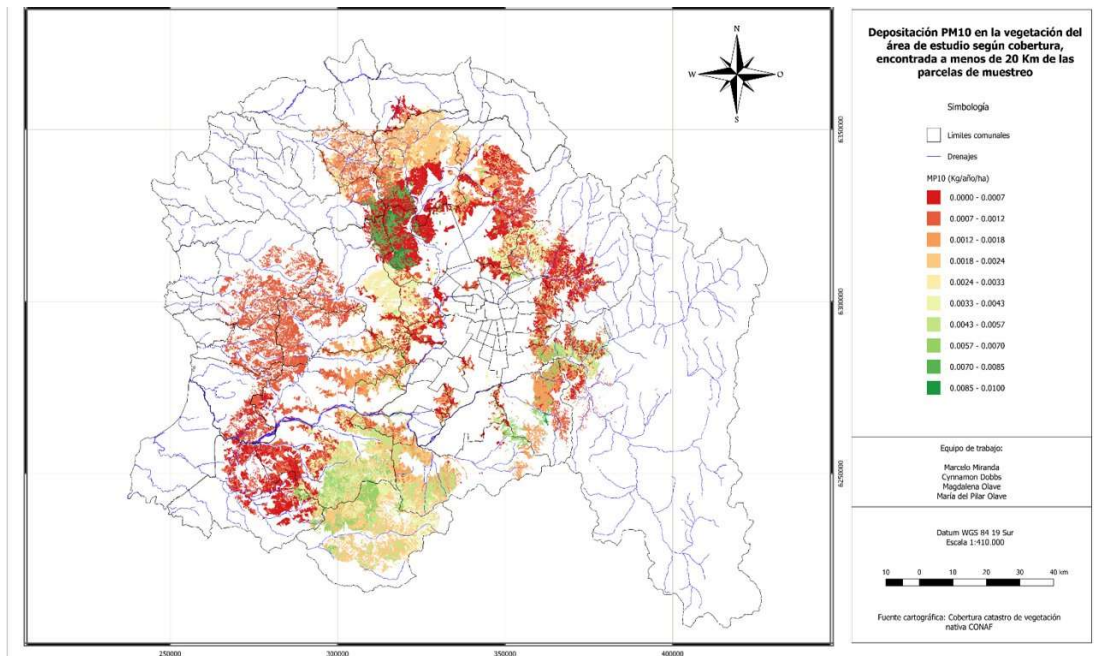 N
W
O
S
6350000
6300000
6250000
250000
300000
350000
400000
Depositación PM10 en la vegetación del
área de estudio según cobertura,
encontrada a menos de 20 Km de las
parcelas de muestreo
Simbología
Límites comunales
Drenajes
MP10 (Kg/año/ha)
0.0000 - 0.0007
0.0007 - 0.0012
0.0012 - 0.0018
0.0018 - 0.0024
0.0024 - 0.0033
0.0033 - 0.0043
0.0043 - 0.0057
0.0057 - 0.0070
0.0070 - 0.0085
0.0085 - 0.0100
Equipo de trabajo:
Marcelo Miranda
Cynnamon Dobbs
Magdalena Olave
María del Pilar Olave
Datum WGS 84 19 Sur
Escala 1:410.000
10 0 10 20 30 40 km
Fuente cartográfica: Cobertura catastro de vegetación
nativa CONAF